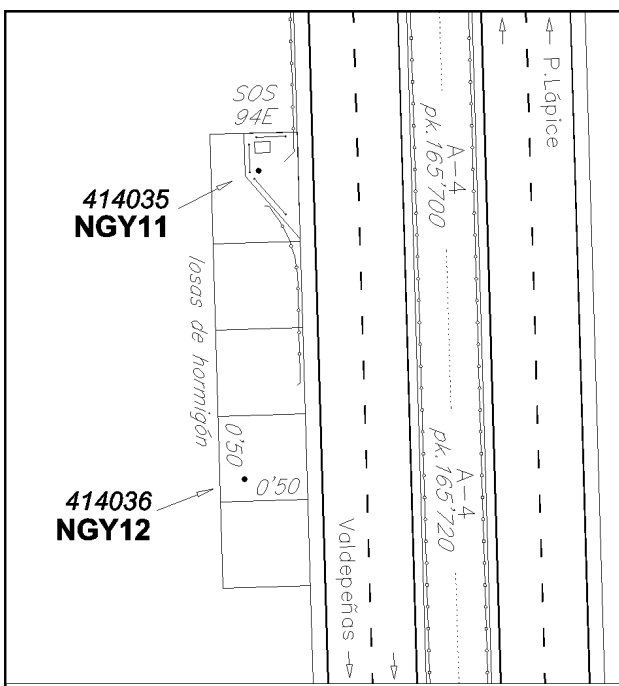 SOS
94E
414035
NGY11
losas de hormigón
0'50
0'50
414036
NGY12
A-4
pk.165'700
A-4
pk.165'720
P.Lápice
Valdepeñas